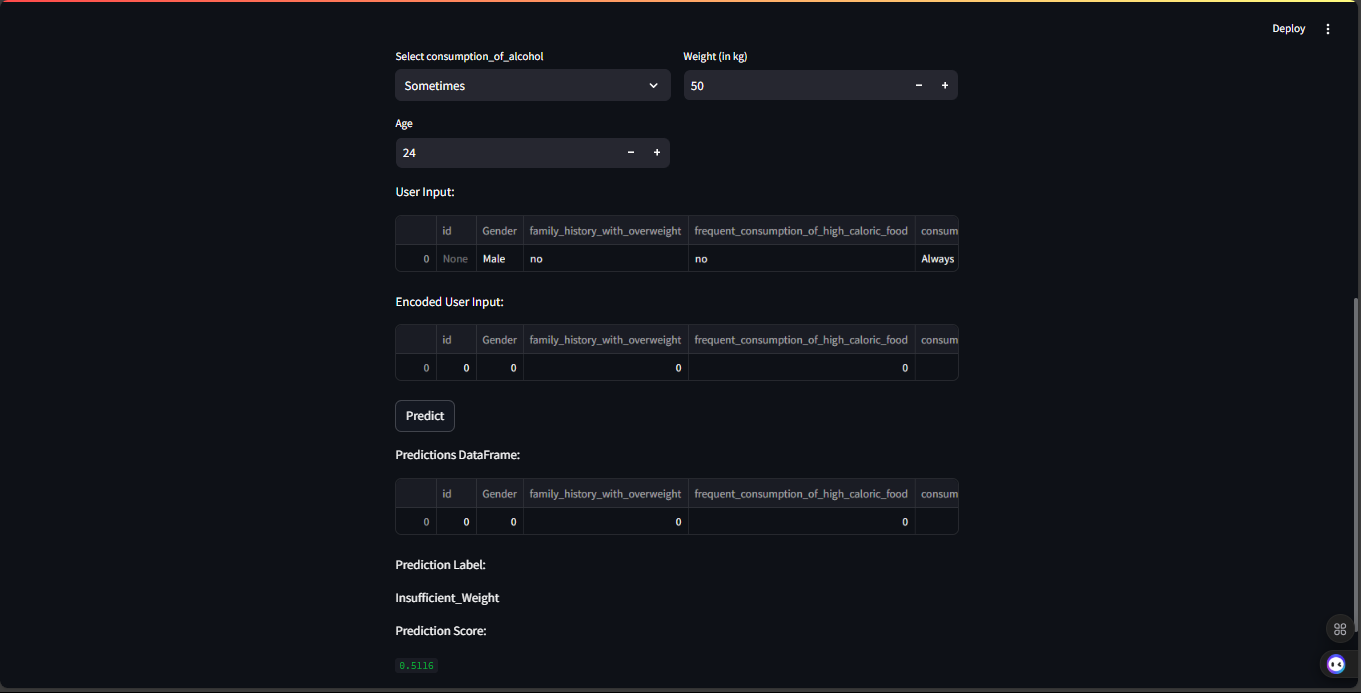 Deploy
Select consumption_of_alcohol
Weight (in kg)
Sometimes
50
− +
Age
24
− +
User Input:
id Gender family_history_with_overweight frequent_consumption_of_high_caloric_food consum
0 None Male no no Always
Encoded User Input:
id Gender family_history_with_overweight frequent_consumption_of_high_caloric_food consum
0 0 0 0 0
Predict
Predictions DataFrame:
id Gender family_history_with_overweight frequent_consumption_of_high_caloric_food consum
0 0 0 0 0
Prediction Label:
Insufficient_Weight
Prediction Score:
0.5116